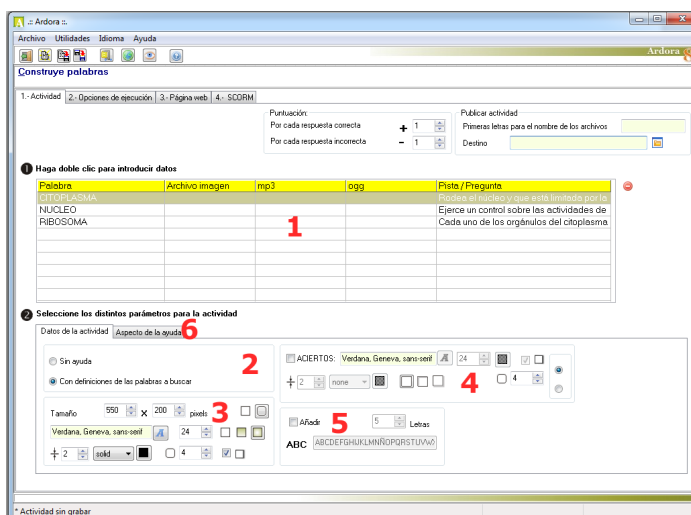 .:: Ardora ::.
Archivo Utilidades Idioma Ayuda
Ardora
Construye palabras
1.- Actividad 2.- Opciones de ejecución 3.- Página web 4.- SCORM
Puntuación: Publicar actividad
Por cada respuesta correcta + 1 Primeras letras para el nombre de los archivos
Por cada respuesta incorrecta - 1 Destino
1 Haga doble clic para introducir datos
Palabra Archivo imagen mp3 ogg Pista / Pregunta
CITOPLASMA Rodea el núcleo y que está limitada por la
NUCLEO Ejerce un control sobre las actividades de
RIBOSOMA Cada uno de los orgánulos del citoplasma
1
2 Seleccione los distintos parámetros para la actividad
Datos de la actividad Aspecto de la ayuda 6
Sin ayuda 2
Con definiciones de las palabras a buscar
ACIERTOS: Verdana, Geneva, sans-serif A 24
2 none 4 4
Tamaño 550 x 200 pixels 3
Verdana, Geneva, sans-serif A 24
2 solid 4
Añadir 5 5 Letras
ABC ABCDEFGHIJKLMNÑOPQRSTUVWX
* Actividad sin grabar